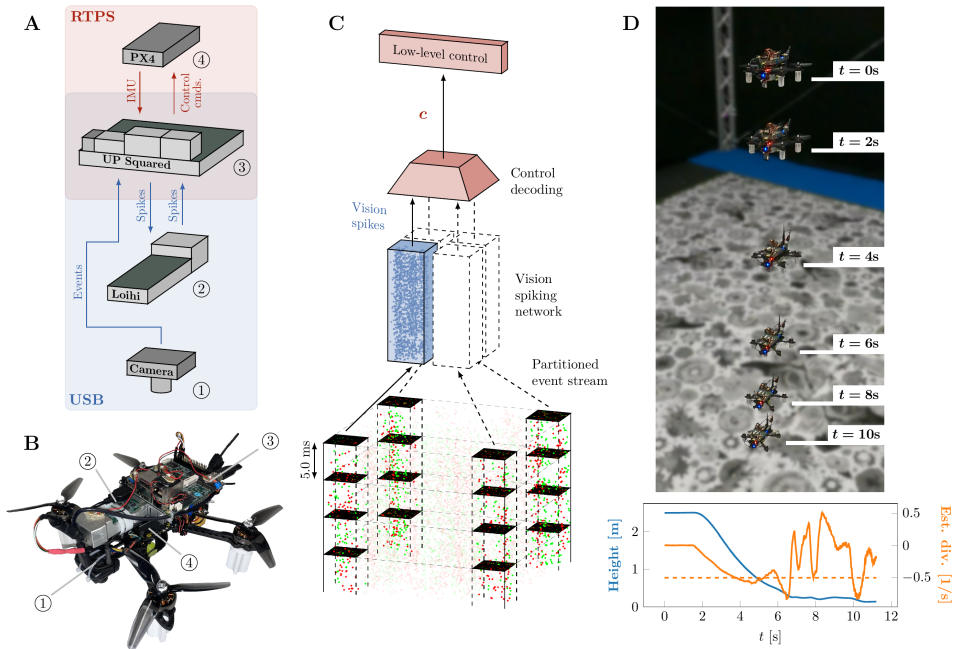 A
RTPS
PX4
④
IMU
Control
cmds.
UP Squared
③
Spikes
Spikes
Events
Loihi
②
Camera
①
USB
B
③
②
④
①
C
Low-level control
c
Control
decoding
Vision
spikes
Vision
spiking
network
Partitioned
event stream
5.0 ms
D
t = 0s
t = 2s
t = 4s
t = 6s
t = 8s
t = 10s
Height [m]
2
1
0
0.5
0
−0.5
Est. div. [1/s]
0 2 4 6 8 10
t [s]